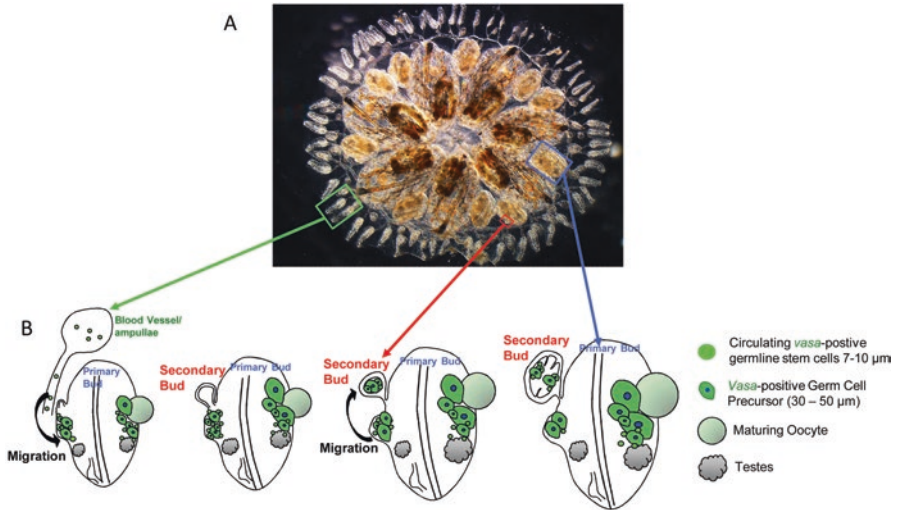 A
B
Blood Vessel/
ampullae
Primary
Bud
Migration
Secondary
Bud
Primary Bud
Secondary
Bud
Primary Bud
Migration
Secondary
Bud
Primary Bud
Circulating vasa-postive
germline stem cells 7-10 μm
Vasa-positive Germ Cell
Precursor (30 – 50 μm)
Maturing Oocyte
Testes